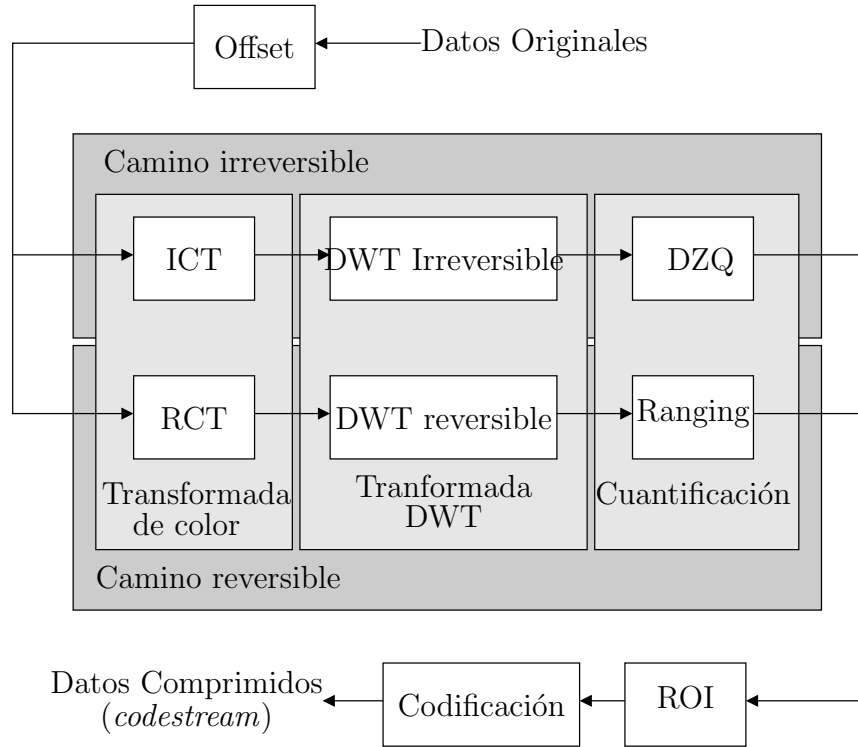 Offset
Datos Originales
Camino irreversible
ICT
DWT Irreversible
DZQ
RCT
DWT reversible
Ranging
Transformada
de color
Tranformada
DWT
Cuantificación
Camino reversible
Datos Comprimidos
(codestream)
Codificación
ROI